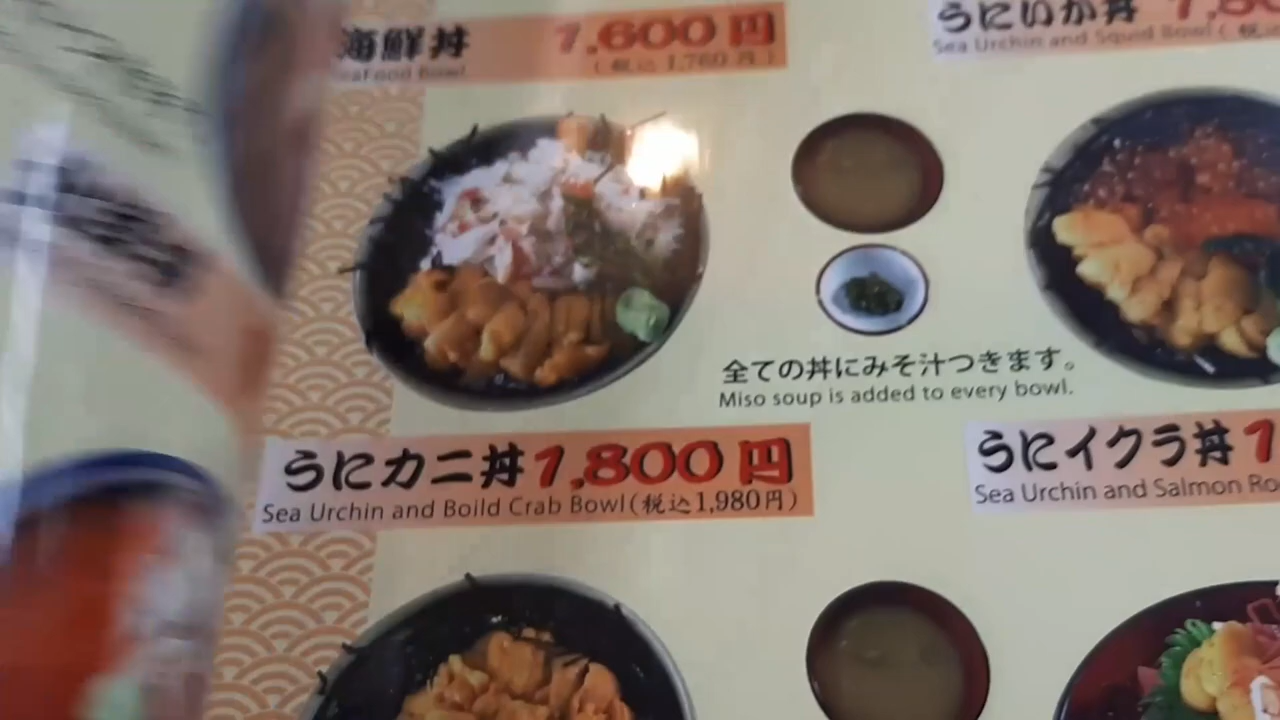 海鮮丼 1,600円
SeaFood Bowl (税込1,760円)
うにいか丼
Sea Urchin and Squid Bowl
全ての丼にみそ汁つきます。
Miso soup is added to every bowl.
うにカニ丼 1,800円
Sea Urchin and Boild Crab Bowl(税込1,980円)
うにイクラ丼 1
Sea Urchin and Salmon Ro